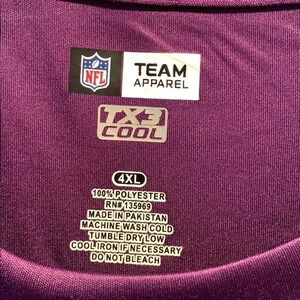 NFL
TEAM
APPAREL
TX3
COOL
4XL
100% POLYESTER
RN# 135969
MADE IN PAKISTAN
MACHINE WASH COLD
TUMBLE DRY LOW
COOL IRON IF NECESSARY
DO NOT BLEACH